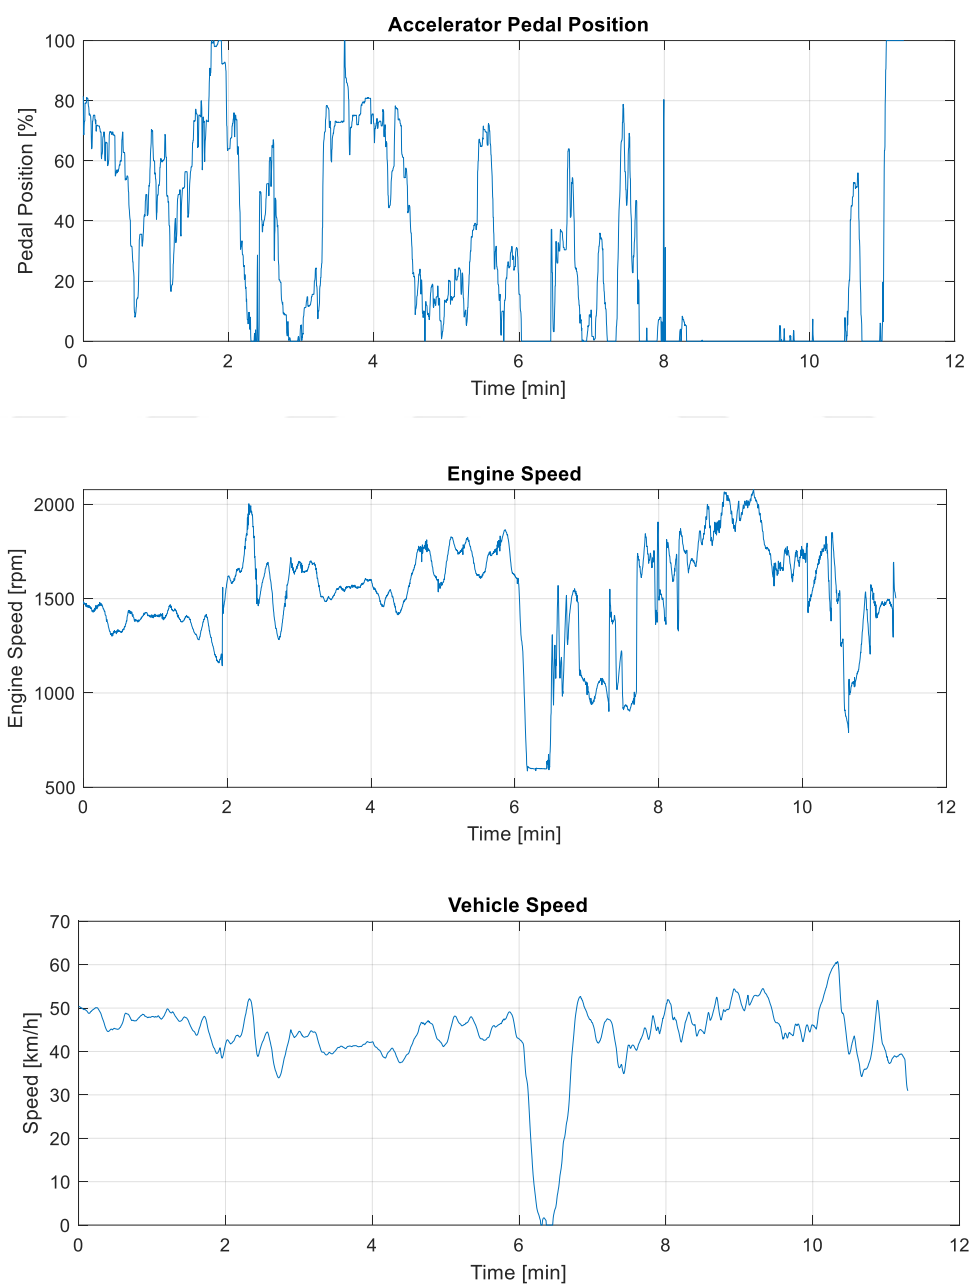 Accelerator Pedal Position
100
80
60
40
20
0
Pedal Position [%]
0 2 4 6 8 10 12
Time [min]
Engine Speed
2000
1500
1000
500
Engine Speed [rpm]
0 2 4 6 8 10 12
Time [min]
Vehicle Speed
70
60
50
40
30
20
10
0
Speed [km/h]
0 2 4 6 8 10 12
Time [min]